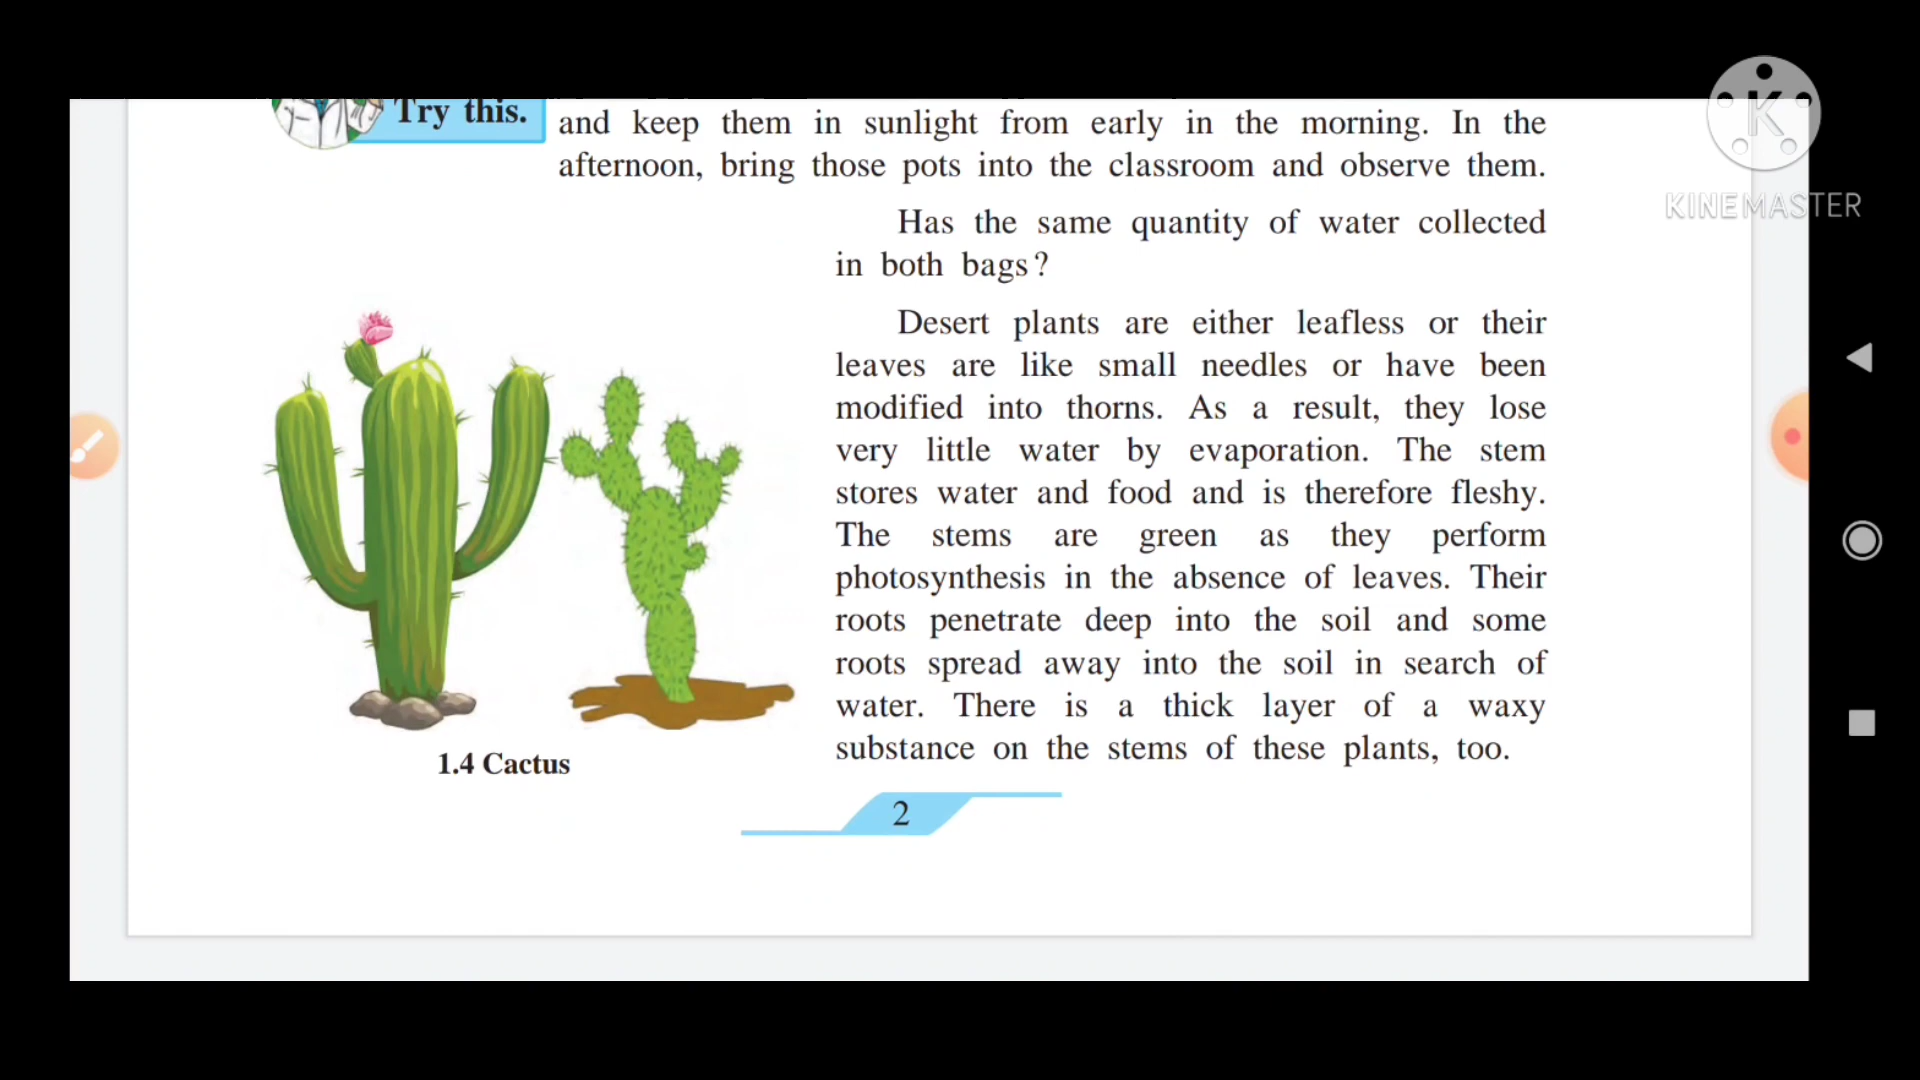 Try this.
and keep them in sunlight from early in the morning. In the
afternoon, bring those pots into the classroom and observe them.
Has the same quantity of water collected
in both bags?
Desert plants are either leafless or their
leaves are like small needles or have been
modified into thorns. As a result, they lose
very little water by evaporation. The stem
stores water and food and is therefore fleshy.
The stems are green as they perform
photosynthesis in the absence of leaves. Their
roots penetrate deep into the soil and some
roots spread away into the soil in search of
water. There is a thick layer of a waxy
substance on the stems of these plants, too.
1.4 Cactus
2
K
KINEMASTER